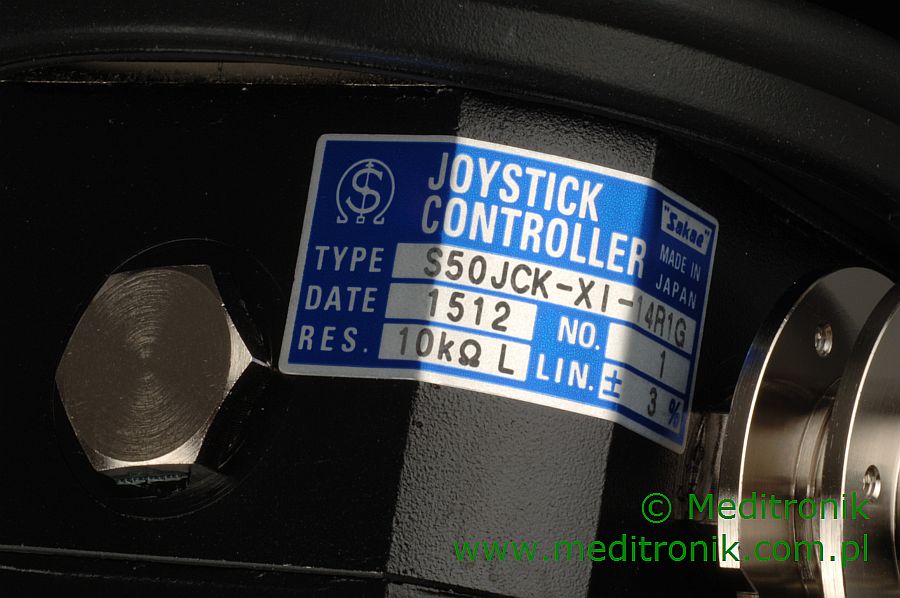 JOYSTICK
CONTROLLER
"Sakae"
MADE IN
JAPAN
TYPE S50JCK-XI-14R1G
DATE 1512 NO. 1
RES. 10kΩ L LIN. ± 3 %
© Meditronik
www.meditronik.com.pl